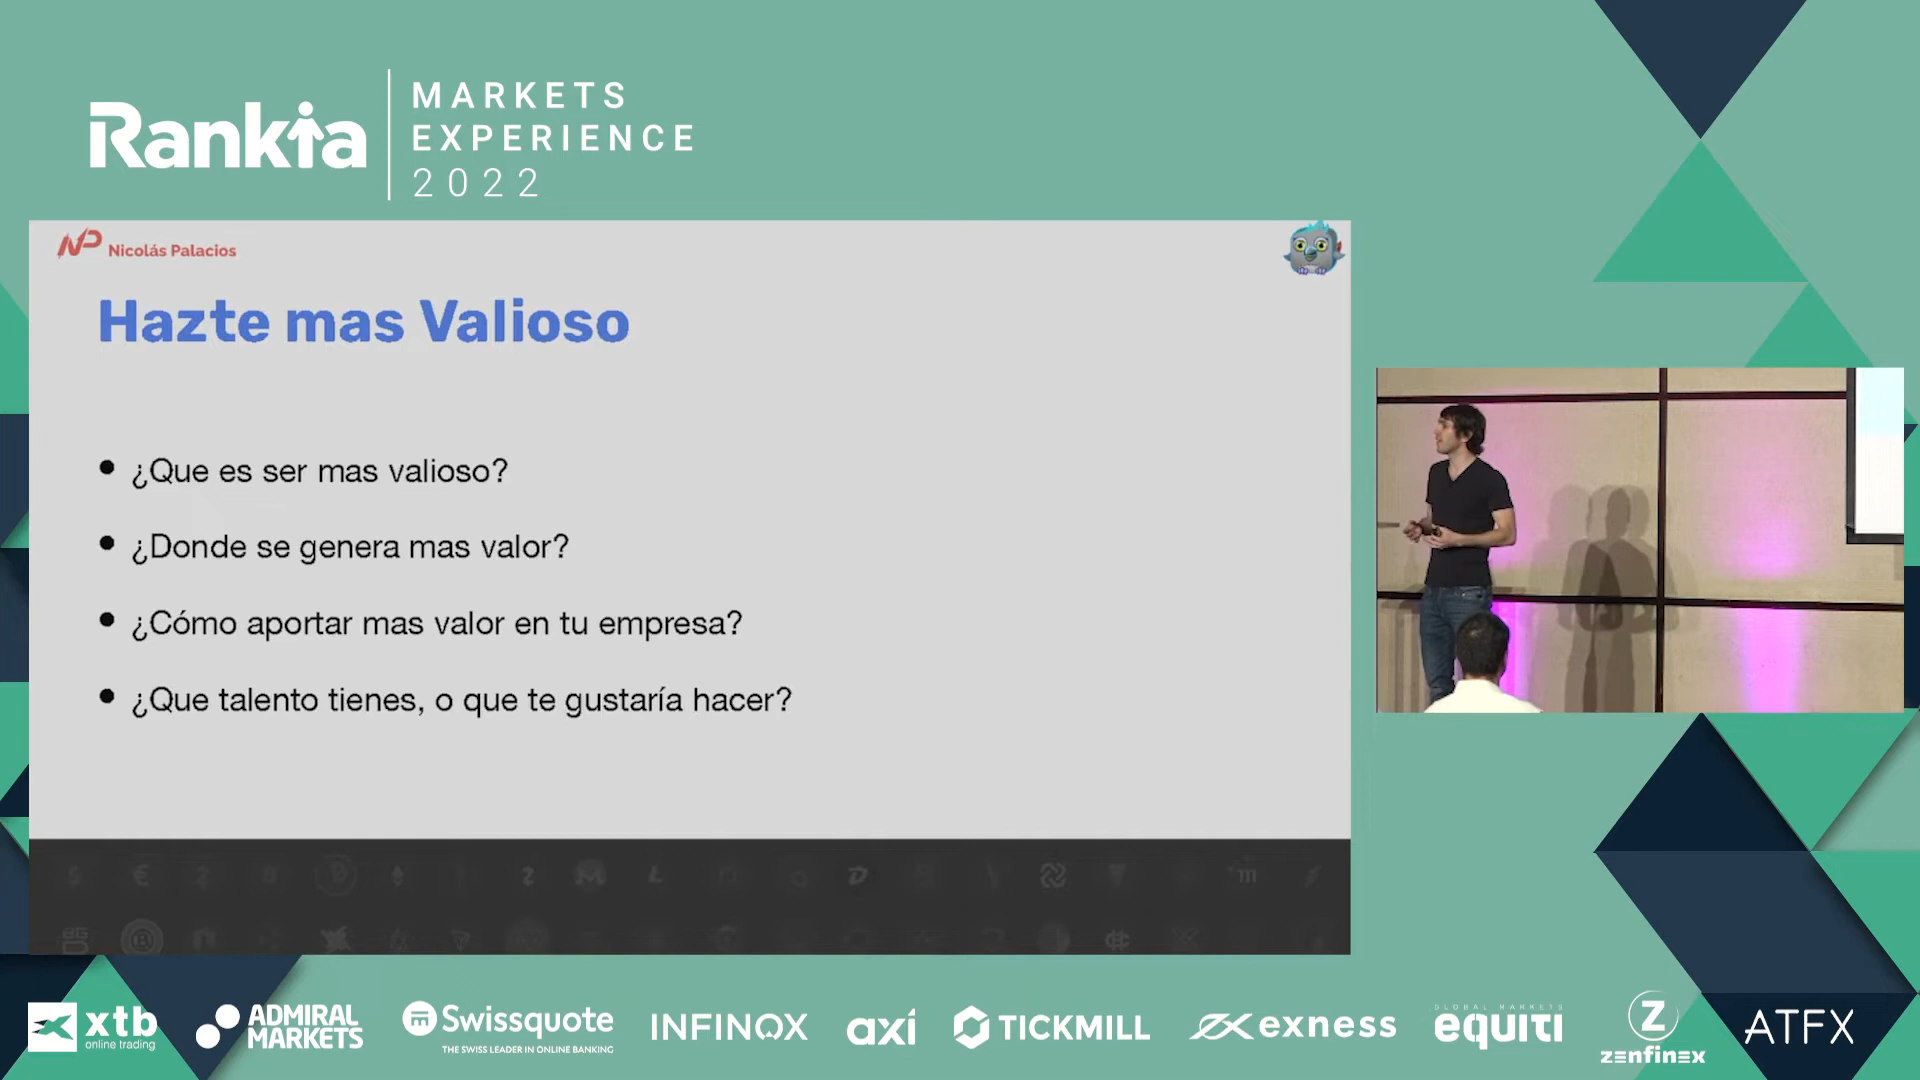 Rankia
MARKETS
EXPERIENCE
2022
NP Nicolás Palacios
Hazte mas Valioso
¿Que es ser mas valioso?
¿Donde se genera mas valor?
¿Cómo aportar mas valor en tu empresa?
¿Que talento tienes, o que te gustaría hacer?
xtb
online trading
ADMIRAL
MARKETS
Swissquote
THE SWISS LEADER IN ONLINE BANKING
INFINOX
axi
TICKMILL
exness
GLOBAL MARKETS
equiti
Z
zenfinex
ATFX